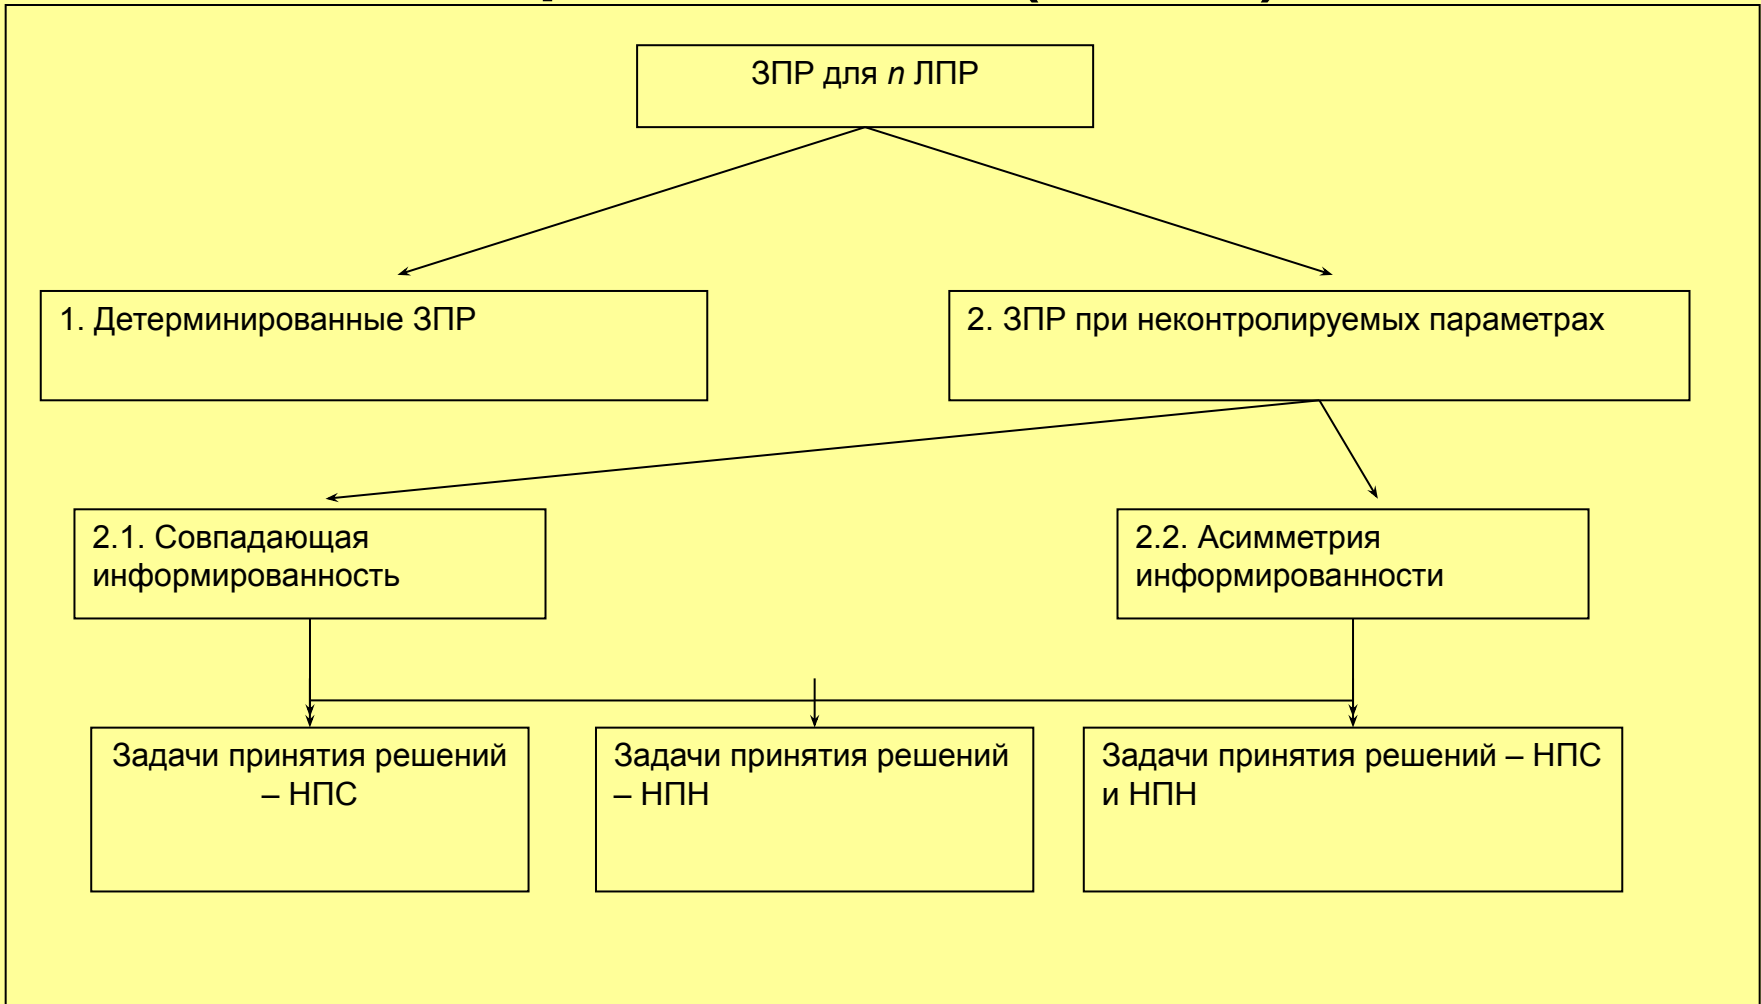 ЗПР для n ЛПР
1. Детерминированные ЗПР
2. ЗПР при неконтролируемых параметрах
2.1. Совпадающая
информированность
2.2. Асимметрия
информированности
Задачи принятия решений
– НПС
Задачи принятия решений
– НПН
Задачи принятия решений – НПС
и НПН